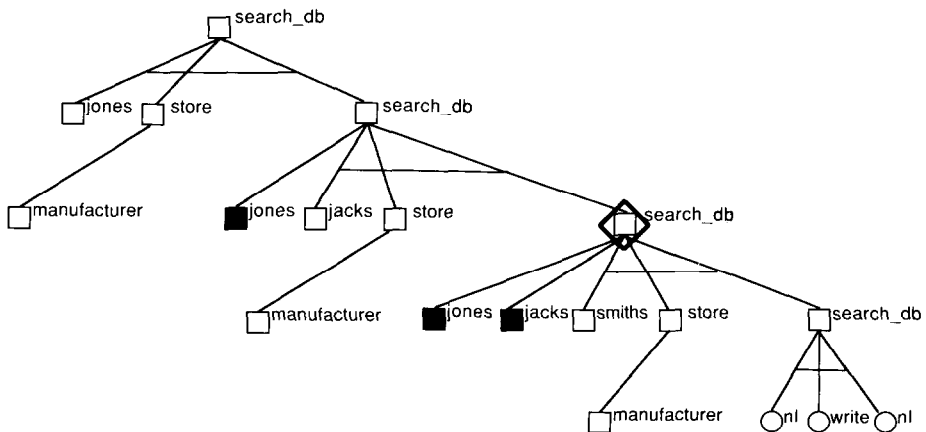 search_db
jones store search_db
manufacturer jones jacks store search_db
manufacturer jones jacks smiths store search_db
manufacturer nl write nl